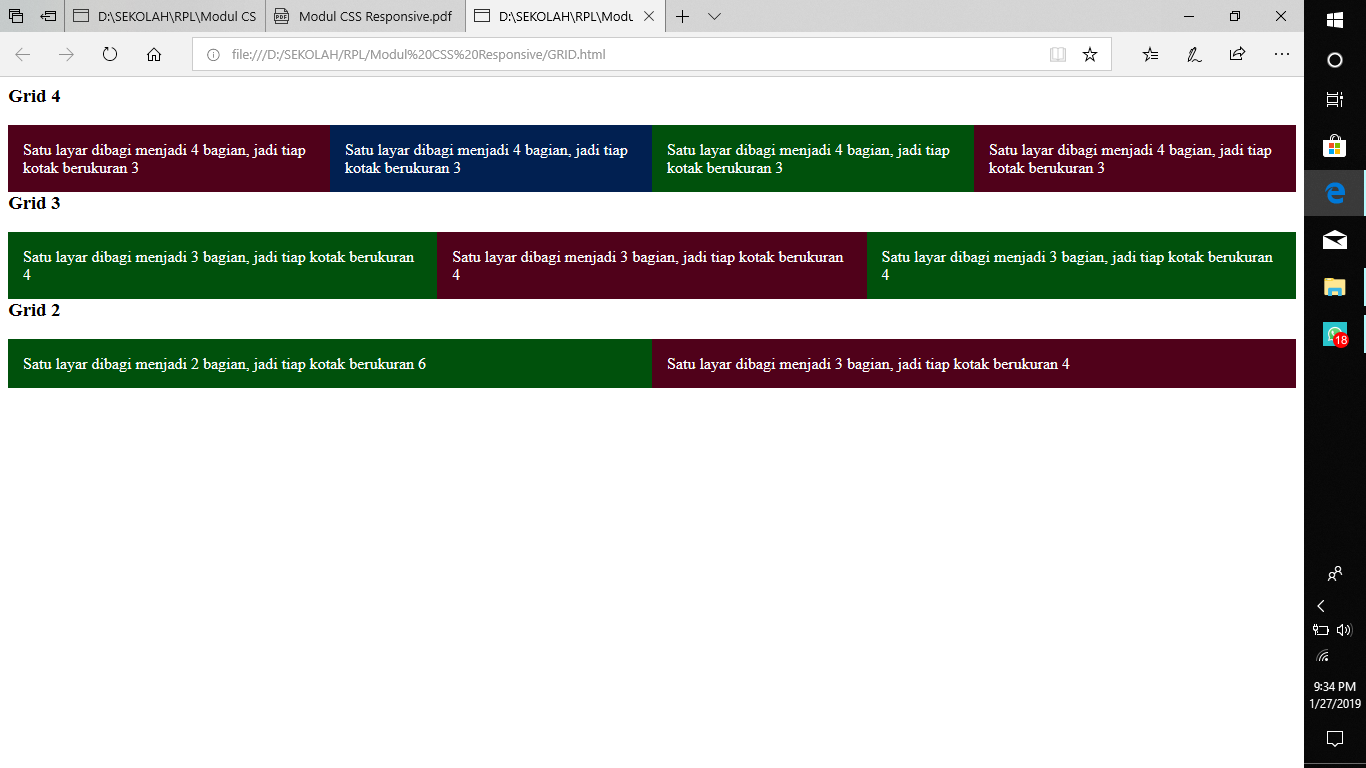 D:\SEKOLAH\RPL\Modul CS
Modul CSS Responsive.pdf
D:\SEKOLAH\RPL\Modu
file:///D:/SEKOLAH/RPL/Modul%20CSS%20Responsive/GRID.html
Grid 4
Satu layar dibagi menjadi 4 bagian, jadi tiap
kotak berukuran 3
Satu layar dibagi menjadi 4 bagian, jadi tiap
kotak berukuran 3
Satu layar dibagi menjadi 4 bagian, jadi tiap
kotak berukuran 3
Satu layar dibagi menjadi 4 bagian, jadi tiap
kotak berukuran 3
Grid 3
Satu layar dibagi menjadi 3 bagian, jadi tiap kotak berukuran
4
Satu layar dibagi menjadi 3 bagian, jadi tiap kotak berukuran
4
Satu layar dibagi menjadi 3 bagian, jadi tiap kotak berukuran
4
Grid 2
Satu layar dibagi menjadi 2 bagian, jadi tiap kotak berukuran 6
Satu layar dibagi menjadi 3 bagian, jadi tiap kotak berukuran 4
18
9:34 PM
1/27/2019